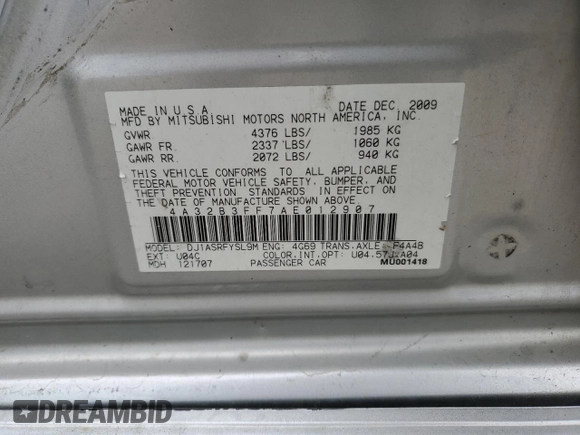 MADE IN U.S.A. DATE DEC. 2009
MFD BY MITSUBISHI MOTORS NORTH AMERICA, INC.
GVWR 4376 LBS/ 1985 KG
GAWR FR. 2337 LBS/ 1060 KG
GAWR RR. 2072 LBS/ 940 KG
THIS VEHICLE CONFORMS TO ALL APPLICABLE
FEDERAL MOTOR VEHICLE SAFETY, BUMPER, AND
THEFT PREVENTION STANDARDS IN EFFECT ON
THE DATE OF MANUFACTURE SHOWN ABOVE.
4A32B3FF7AE012907
MODEL: DJ1ASRFYSL9M ENG: 4G69 TRANS.AXLE: F4A4B
EXT: U04C COLOR.INT.OPT: U04.57J.A04
MDH 121707 PASSENGER CAR MU001418
DREAMBID